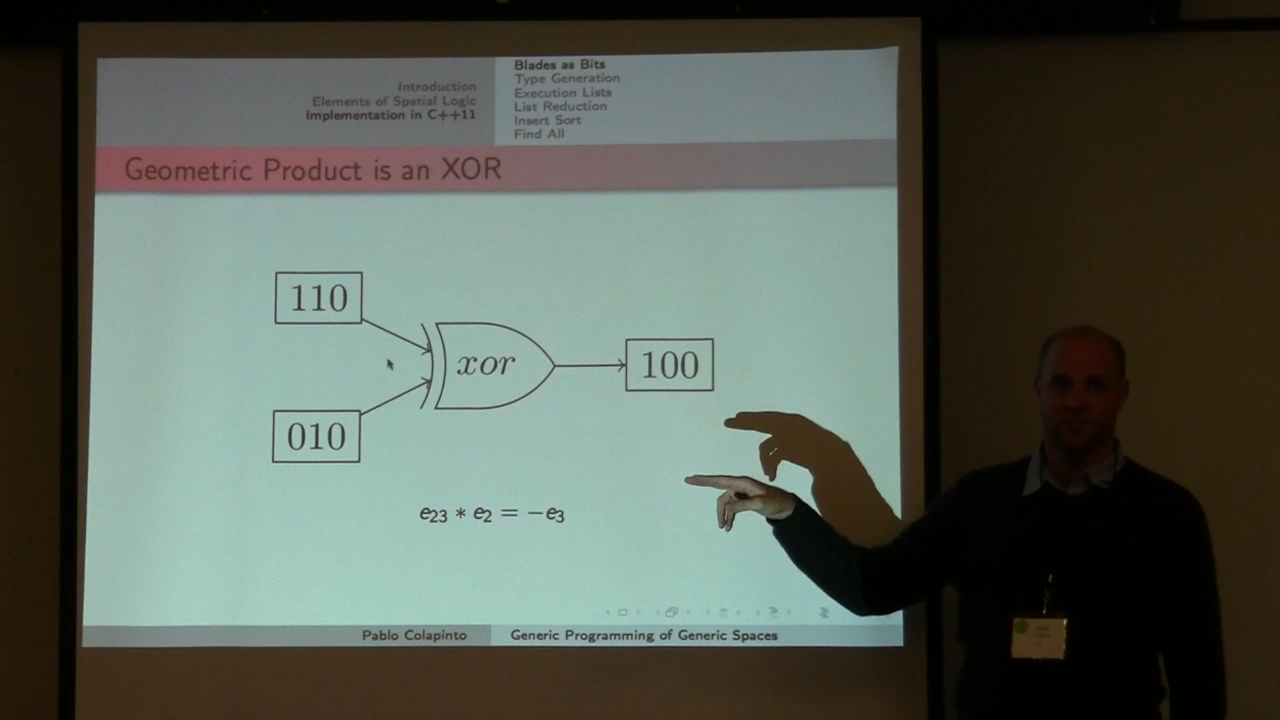 Introduction
Elements of Spatial Logic
Implementation in C++11
Blades as Bits
Type Generation
Execution Lists
List Reduction
Insert Sort
Find All
Geometric Product is an XOR
110
xor
100
010
e₂₃ * e₂ = −e₃
Pablo Colapinto
Generic Programming of Generic Spaces